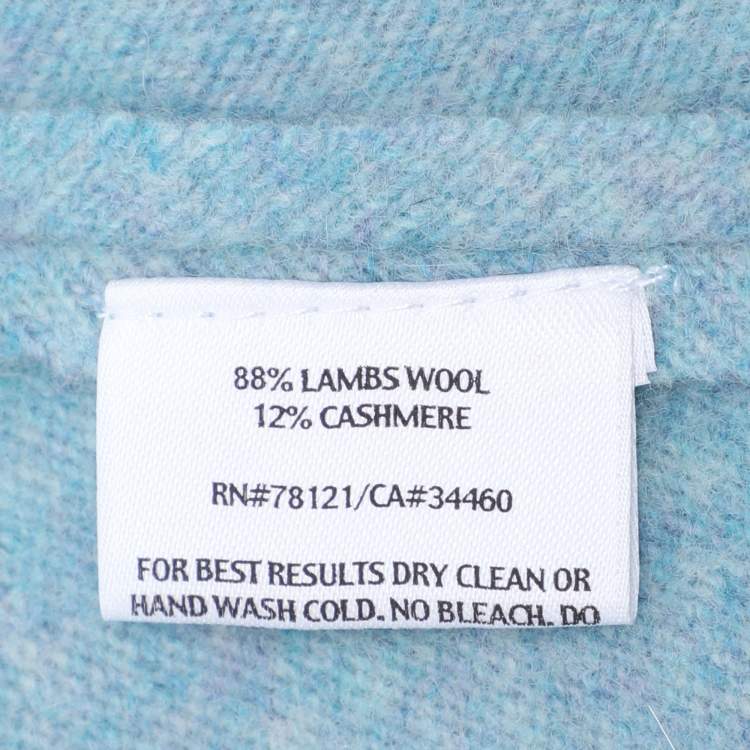 88% LAMBS WOOL
12% CASHMERE
RN#78121/CA#34460
FOR BEST RESULTS DRY CLEAN OR
HAND WASH COLD. NO BLEACH. DO